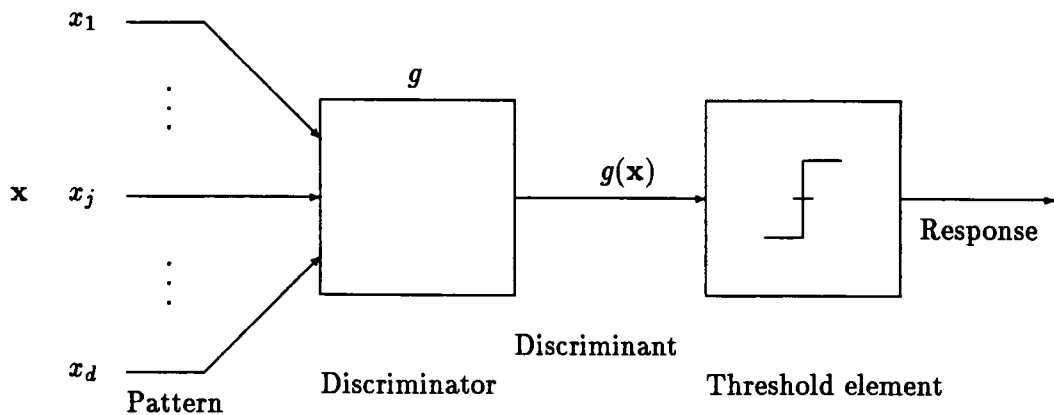 x₁
g
x
xⱼ
g(x)
Response
x_d
Pattern
Discriminator
Discriminant
Threshold element